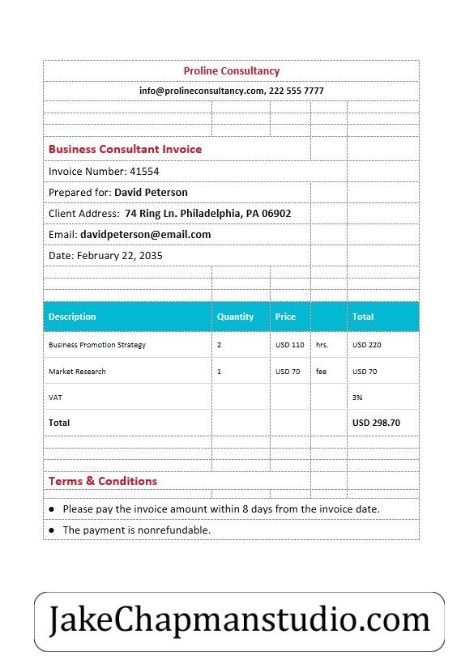 Proline Consultancy
info@prolineconsultancy.com, 222 555 7777
Business Consultant Invoice
Invoice Number: 41554
Prepared for: David Peterson
Client Address: 74 Ring Ln. Philadelphia, PA 06902
Email: davidpeterson@email.com
Date: February 22, 2035
Description Quantity Price Total
Business Promotion Strategy 2 USD 110 hrs. USD 220
Market Research 1 USD 70 fee USD 70
VAT 3%
Total USD 298.70
Terms & Conditions
● Please pay the invoice amount within 8 days from the invoice date.
● The payment is nonrefundable.
JakeChapmanstudio.com